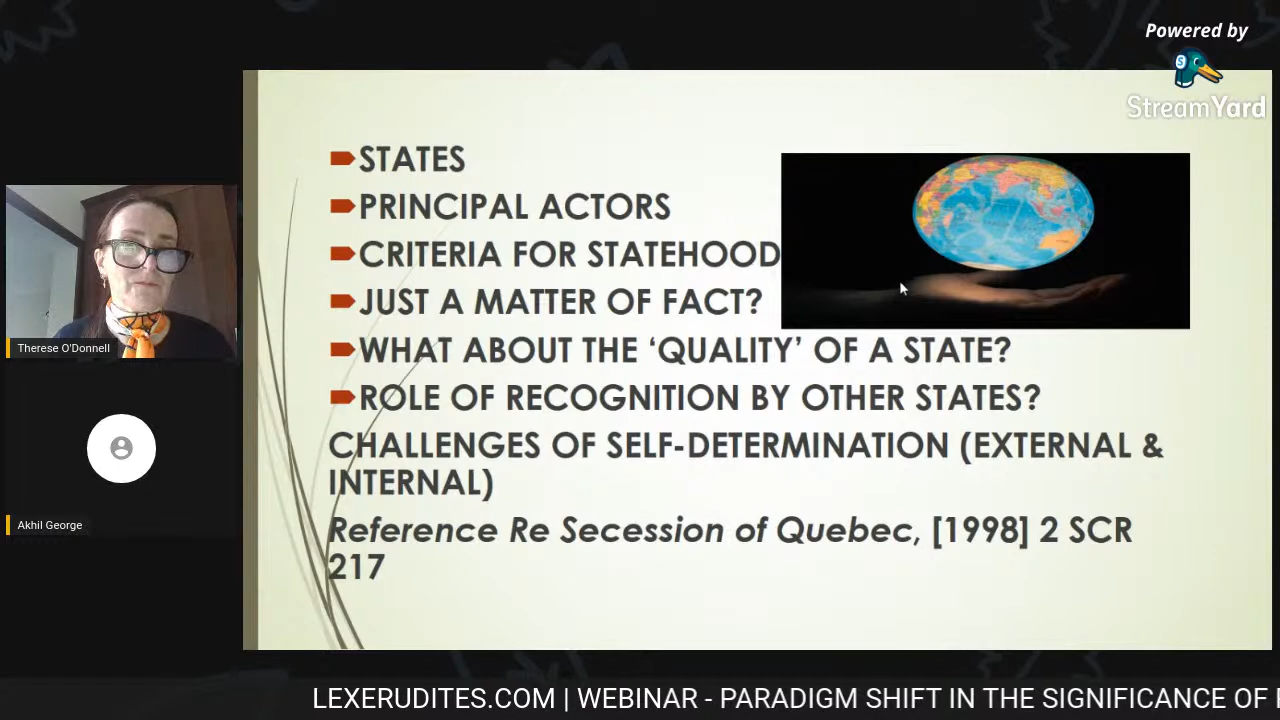 Powered by
StreamYard
STATES
PRINCIPAL ACTORS
CRITERIA FOR STATEHOOD
JUST A MATTER OF FACT?
WHAT ABOUT THE ‘QUALITY’ OF A STATE?
ROLE OF RECOGNITION BY OTHER STATES?
CHALLENGES OF SELF-DETERMINATION (EXTERNAL &
INTERNAL)
Reference Re Secession of Quebec, [1998] 2 SCR
217
Therese O'Donnell
Akhil George
LEXERUDITES.COM | WEBINAR - PARADIGM SHIFT IN THE SIGNIFICANCE OF